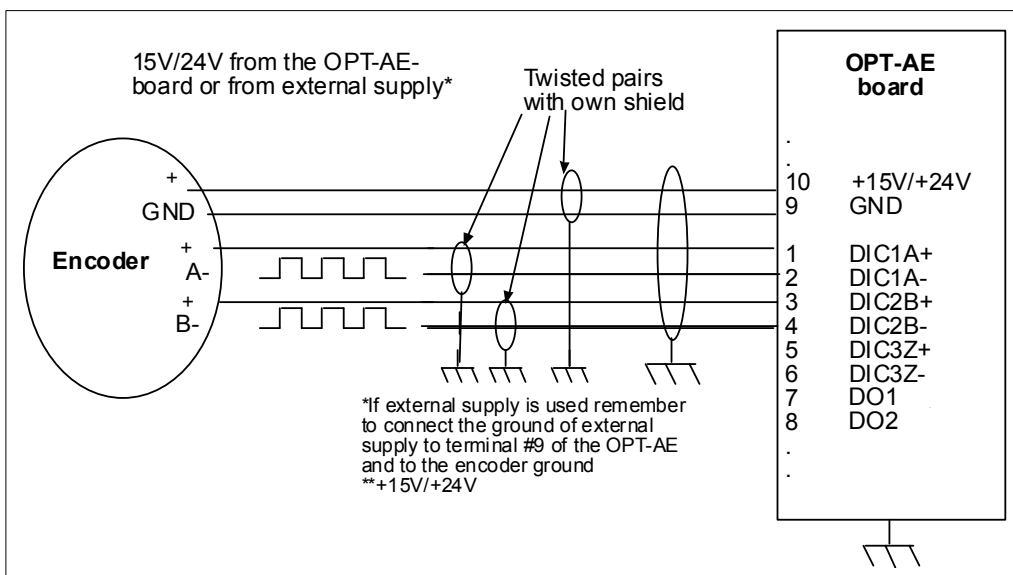 15V/24V from the OPT-AE-
board or from external supply*
Twisted pairs
with own shield
OPT-AE
board
.
.
Encoder
+
GND
+
A-
+
B-
10 +15V/+24V
9 GND
1 DIC1A+
2 DIC1A-
3 DIC2B+
4 DIC2B-
5 DIC3Z+
6 DIC3Z-
7 DO1
8 DO2
.
.
*If external supply is used remember
to connect the ground of external
supply to terminal #9 of the OPT-AE
and to the encoder ground
**+15V/+24V